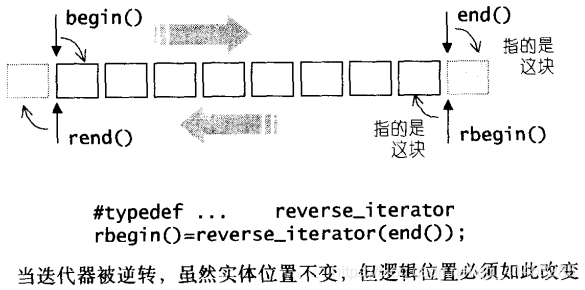 begin()
end()
指的是
这块
rend()
指的是
这块
rbegin()
#typedef ... reverse_iterator
rbegin()=reverse_iterator(end());
当迭代器被逆转，虽然实体位置不变，但逻辑位置必须如此改变